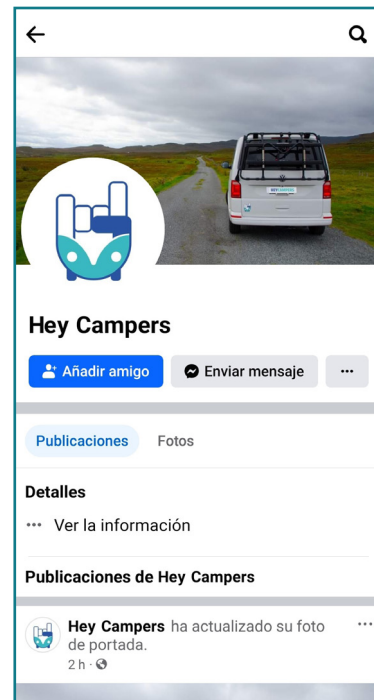 Hey Campers
Añadir amigo
Enviar mensaje
Publicaciones
Fotos
Detalles
Ver la información
Publicaciones de Hey Campers
Hey Campers ha actualizado su foto
de portada.
2 h ·